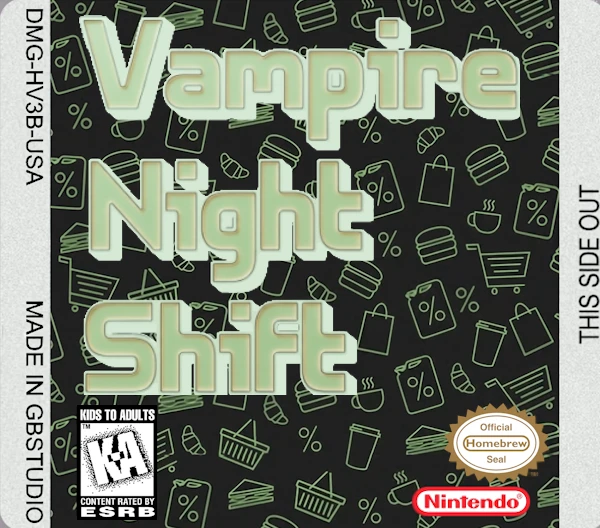 DMG-HV3B-USA
MADE IN GBSTUDIO
Vampire
Night
Shift
KIDS TO ADULTS
TM
K-A
CONTENT RATED BY
ESRB
Official
Homebrew
Seal
Nintendo
THIS SIDE OUT